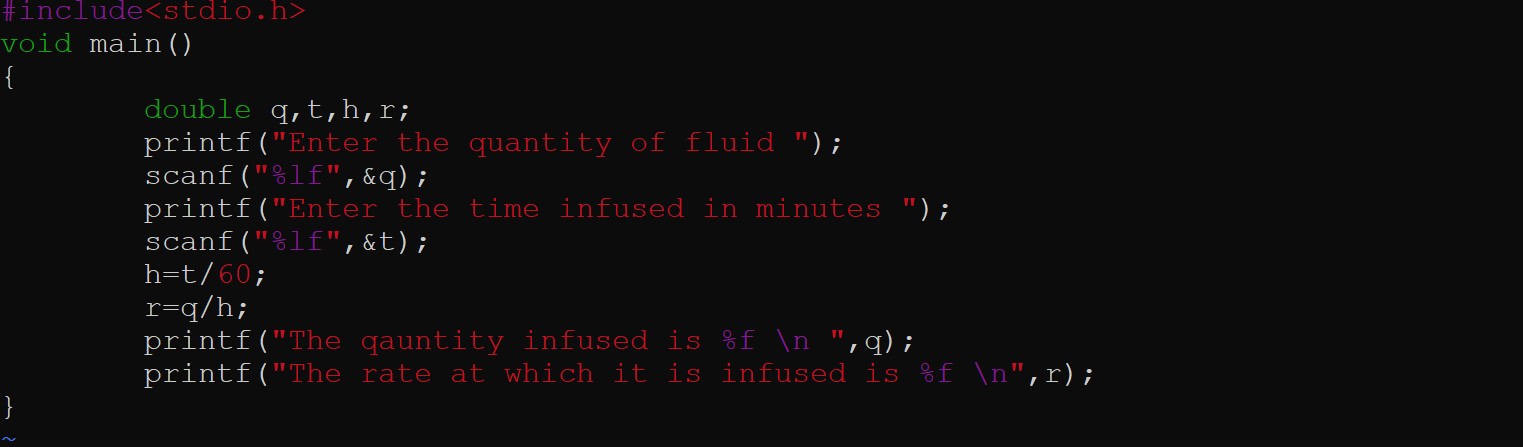 #include<stdio.h>
void main()
{
        double q,t,h,r;
        printf("Enter the quantity of fluid ");
        scanf("%lf",&q);
        printf("Enter the time infused in minutes ");
        scanf("%lf",&t);
        h=t/60;
        r=q/h;
        printf("The qauntity infused is %f \n ",q);
        printf("The rate at which it is infused is %f \n",r);
}
~